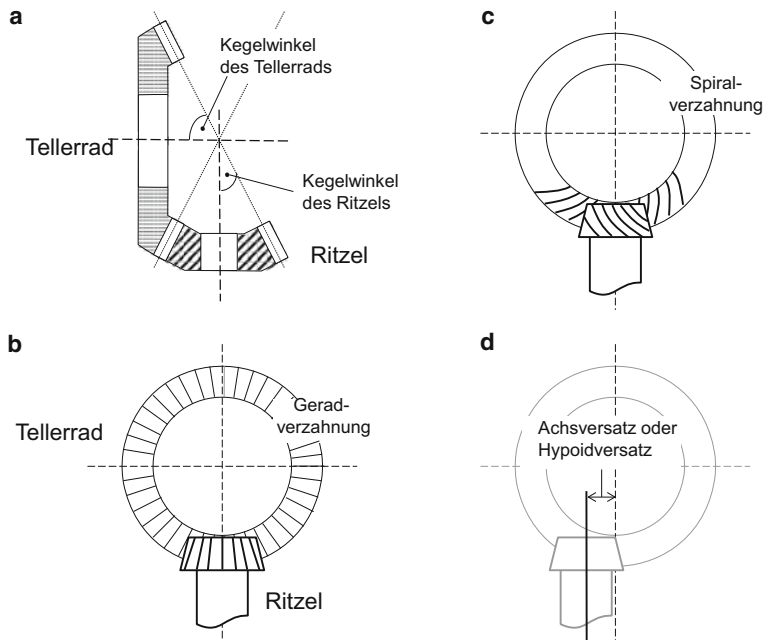 a
Kegelwinkel
des Tellerrads
Tellerrad
Kegelwinkel
des Ritzels
Ritzel
b
Tellerrad
Gerad-
verzahnung
Ritzel
c
Spiral-
verzahnung
d
Achsversatz oder
Hypoidversatz